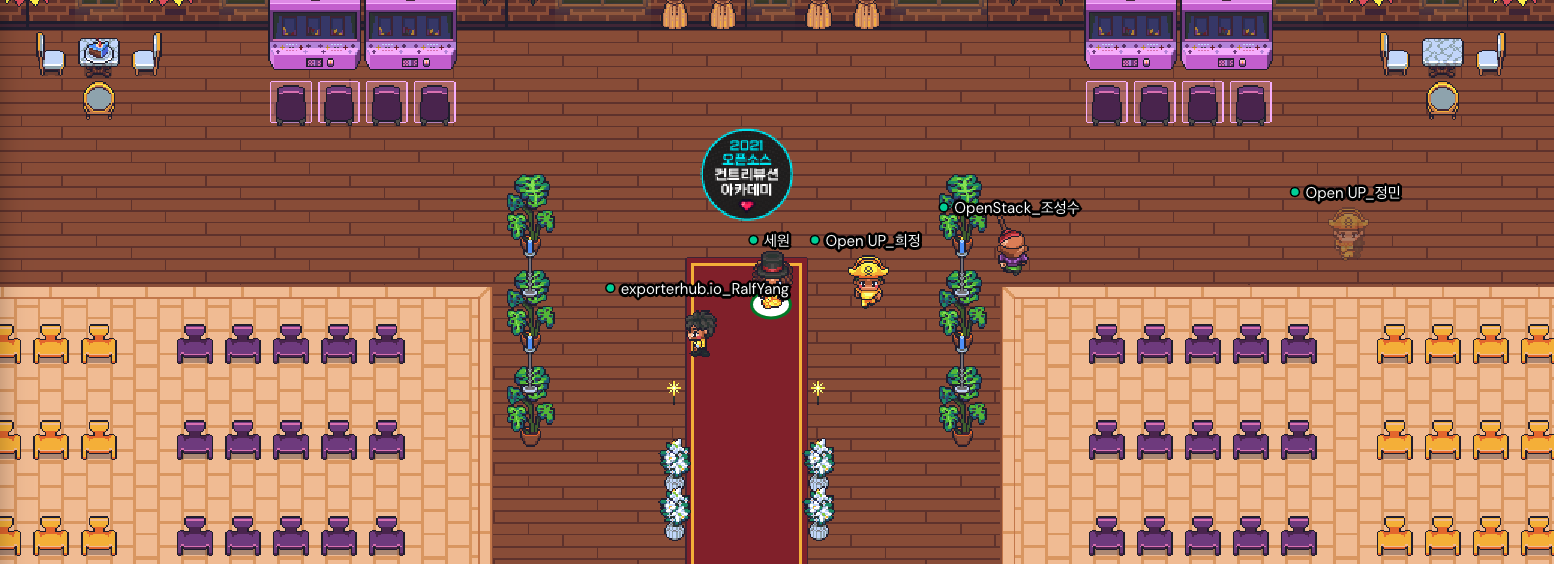 2021
오픈소스
컨트리뷰션
아카데미
Open UP_정민
OpenStack_조성수
세원
Open UP_희정
exporterhub.io_RalfYang